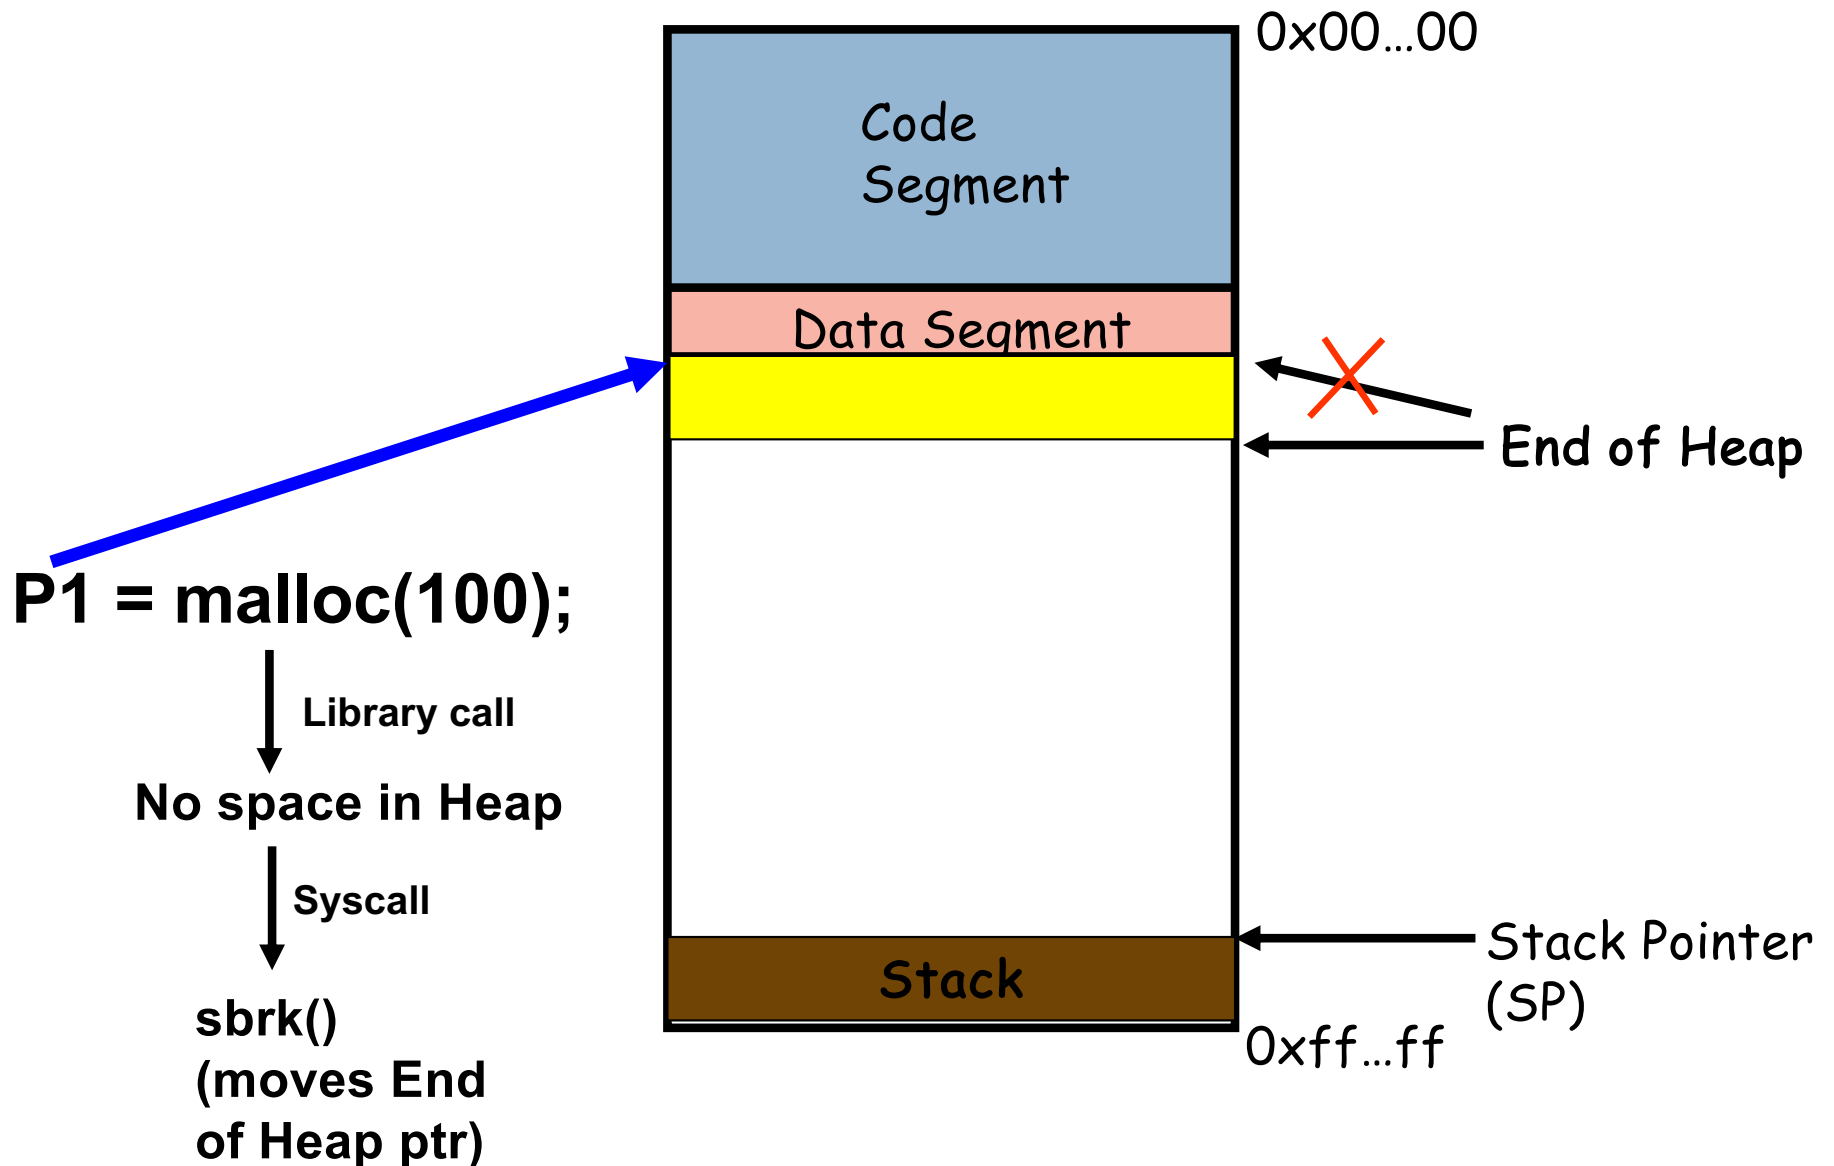 0x00...00
Code
Segment
Data Segment
End of Heap
P1 = malloc(100);
Library call
No space in Heap
Syscall
sbrk()
(moves End
of Heap ptr)
Stack
Stack Pointer
(SP)
0xff...ff